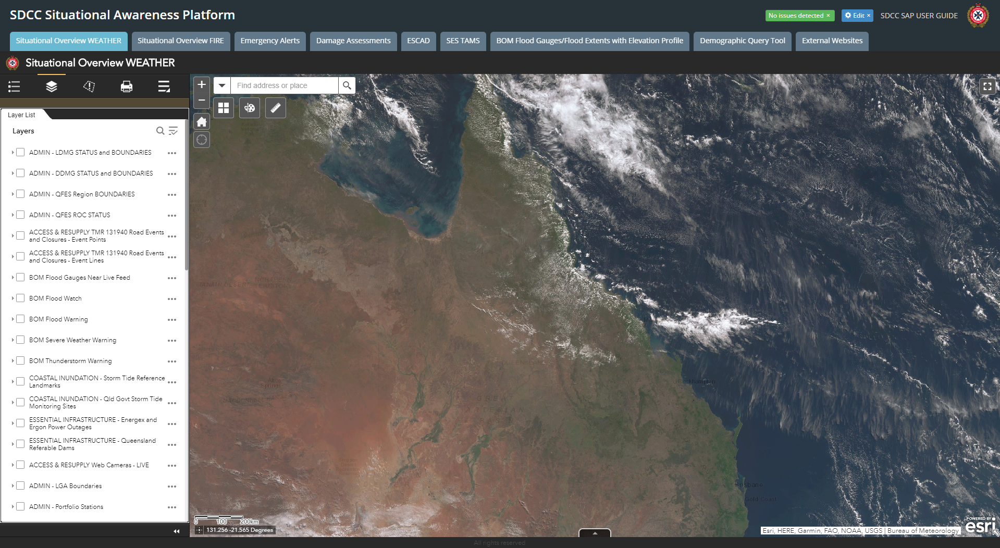 SDCC Situational Awareness Platform
No issues detected ×
Edit ×
SDCC SAP USER GUIDE
Situational Overview WEATHER
Situational Overview FIRE
Emergency Alerts
Damage Assessments
ESCAD
SES TAMS
BOM Flood Gauges/Flood Extents with Elevation Profile
Demographic Query Tool
External Websites
Situational Overview WEATHER
Find address or place
Layer List
Layers
ADMIN - LDMG STATUS and BOUNDARIES
ADMIN - DDMG STATUS and BOUNDARIES
ADMIN - QFES Region BOUNDARIES
ADMIN - QFES ROC STATUS
ACCESS & RESUPPLY TMR 131940 Road Events
and Closures - Event Points
ACCESS & RESUPPLY TMR 131940 Road Events
and Closures - Event Lines
BOM Flood Gauges Near Live Feed
BOM Flood Watch
BOM Flood Warning
BOM Severe Weather Warning
BOM Thunderstorm Warning
COASTAL INUNDATION - Storm Tide Reference
Landmarks
COASTAL INUNDATION - Qld Govt Storm Tide
Monitoring Sites
ESSENTIAL INFRASTRUCTURE - Energex and
Ergon Power Outages
ESSENTIAL INFRASTRUCTURE - Queensland
Referable Dams
ACCESS & RESUPPLY Web Cameras - LIVE
ADMIN - LGA Boundaries
ADMIN - Portfolio Stations
TANAMI DESERT
NORTHERN
TERRITORY
Alice
Springs
GREAT
ARTESIAN
Rockhampton
Brisbane
Gold Coast
0 100 200km
131.256 -21.565 Degrees
Esri, HERE, Garmin, FAO, NOAA, USGS | Bureau of Meteorology
POWERED BY
esri
All rights reserved